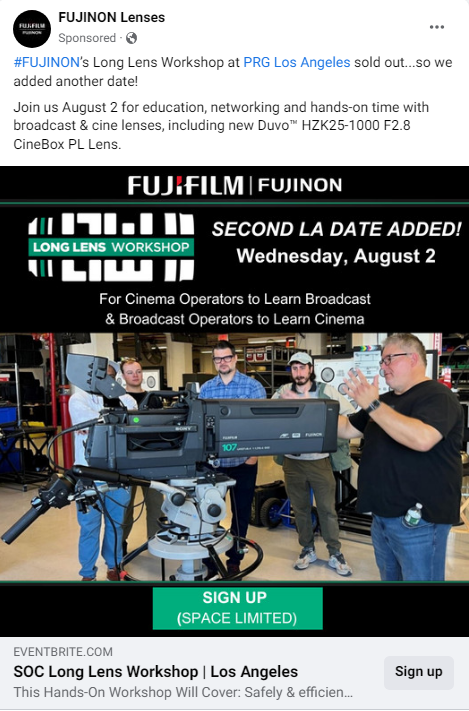 FUJINON Lenses
Sponsored ·
#FUJINON's Long Lens Workshop at PRG Los Angeles sold out...so we
added another date!
Join us August 2 for education, networking and hands-on time with
broadcast & cine lenses, including new Duvo™ HZK25-1000 F2.8
CineBox PL Lens.
FUJIFILM | FUJINON
LONG LENS WORKSHOP
SECOND LA DATE ADDED!
Wednesday, August 2
For Cinema Operators to Learn Broadcast
& Broadcast Operators to Learn Cinema
SONY
FUJIFILM
FUJINON
107
SIGN UP
(SPACE LIMITED)
EVENTBRITE.COM
SOC Long Lens Workshop | Los Angeles
This Hands-On Workshop Will Cover: Safely & efficien...
Sign up